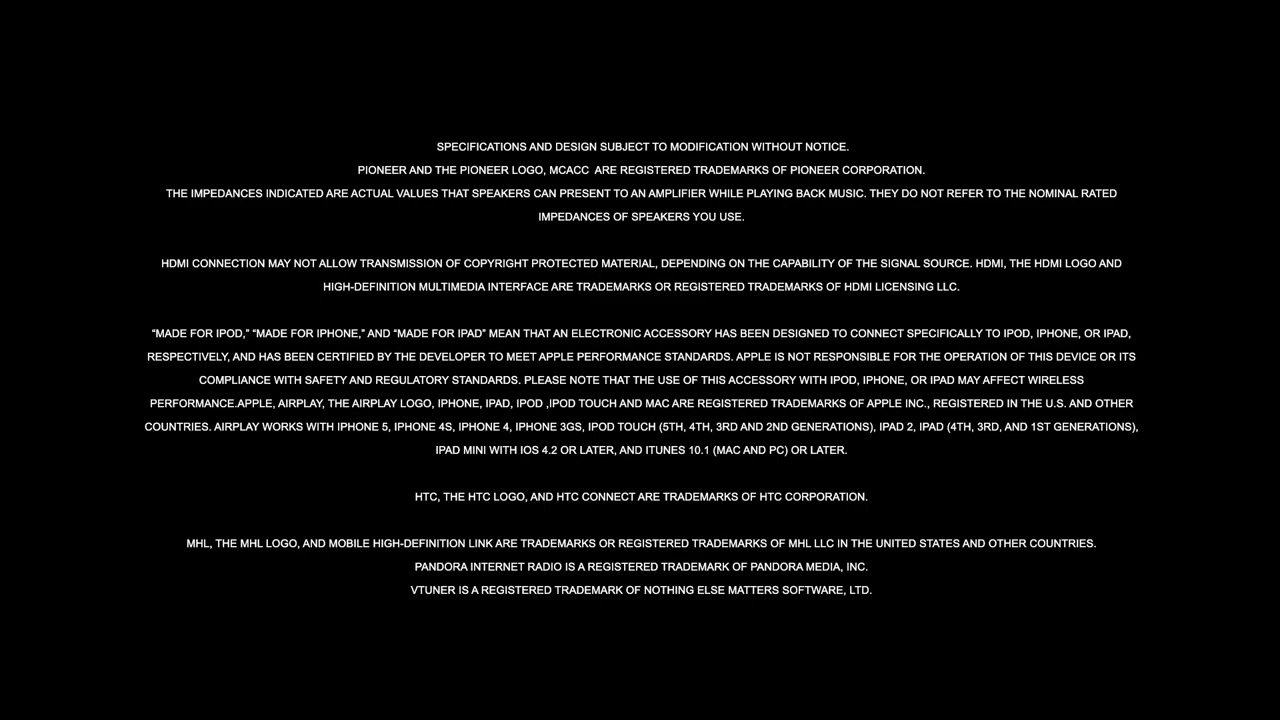 SPECIFICATIONS AND DESIGN SUBJECT TO MODIFICATION WITHOUT NOTICE.
PIONEER AND THE PIONEER LOGO, MCACC  ARE REGISTERED TRADEMARKS OF PIONEER CORPORATION.
THE IMPEDANCES INDICATED ARE ACTUAL VALUES THAT SPEAKERS CAN PRESENT TO AN AMPLIFIER WHILE PLAYING BACK MUSIC. THEY DO NOT REFER TO THE NOMINAL RATED
IMPEDANCES OF SPEAKERS YOU USE.
HDMI CONNECTION MAY NOT ALLOW TRANSMISSION OF COPYRIGHT PROTECTED MATERIAL, DEPENDING ON THE CAPABILITY OF THE SIGNAL SOURCE. HDMI, THE HDMI LOGO AND
HIGH-DEFINITION MULTIMEDIA INTERFACE ARE TRADEMARKS OR REGISTERED TRADEMARKS OF HDMI LICENSING LLC.
“MADE FOR IPOD,” “MADE FOR IPHONE,” AND “MADE FOR IPAD” MEAN THAT AN ELECTRONIC ACCESSORY HAS BEEN DESIGNED TO CONNECT SPECIFICALLY TO IPOD, IPHONE, OR IPAD,
RESPECTIVELY, AND HAS BEEN CERTIFIED BY THE DEVELOPER TO MEET APPLE PERFORMANCE STANDARDS. APPLE IS NOT RESPONSIBLE FOR THE OPERATION OF THIS DEVICE OR ITS
COMPLIANCE WITH SAFETY AND REGULATORY STANDARDS. PLEASE NOTE THAT THE USE OF THIS ACCESSORY WITH IPOD, IPHONE, OR IPAD MAY AFFECT WIRELESS
PERFORMANCE.APPLE, AIRPLAY, THE AIRPLAY LOGO, IPHONE, IPAD, IPOD ,IPOD TOUCH AND MAC ARE REGISTERED TRADEMARKS OF APPLE INC., REGISTERED IN THE U.S. AND OTHER
COUNTRIES. AIRPLAY WORKS WITH IPHONE 5, IPHONE 4S, IPHONE 4, IPHONE 3GS, IPOD TOUCH (5TH, 4TH, 3RD AND 2ND GENERATIONS), IPAD 2, IPAD (4TH, 3RD, AND 1ST GENERATIONS),
IPAD MINI WITH IOS 4.2 OR LATER, AND ITUNES 10.1 (MAC AND PC) OR LATER.
HTC, THE HTC LOGO, AND HTC CONNECT ARE TRADEMARKS OF HTC CORPORATION.
MHL, THE MHL LOGO, AND MOBILE HIGH-DEFINITION LINK ARE TRADEMARKS OR REGISTERED TRADEMARKS OF MHL LLC IN THE UNITED STATES AND OTHER COUNTRIES.
PANDORA INTERNET RADIO IS A REGISTERED TRADEMARK OF PANDORA MEDIA, INC.
VTUNER IS A REGISTERED TRADEMARK OF NOTHING ELSE MATTERS SOFTWARE, LTD.